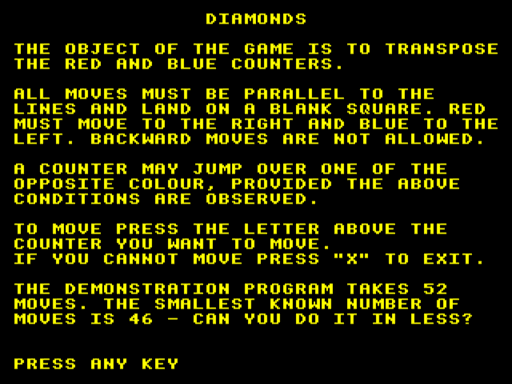 DIAMONDS
THE OBJECT OF THE GAME IS TO TRANSPOSE
THE RED AND BLUE COUNTERS.
ALL MOVES MUST BE PARALLEL TO THE
LINES AND LAND ON A BLANK SQUARE. RED
MUST MOVE TO THE RIGHT AND BLUE TO THE
LEFT. BACKWARD MOVES ARE NOT ALLOWED.
A COUNTER MAY JUMP OVER ONE OF THE
OPPOSITE COLOUR, PROVIDED THE ABOVE
CONDITIONS ARE OBSERVED.
TO MOVE PRESS THE LETTER ABOVE THE
COUNTER YOU WANT TO MOVE.
IF YOU CANNOT MOVE PRESS "X" TO EXIT.
THE DEMONSTRATION PROGRAM TAKES 52
MOVES. THE SMALLEST KNOWN NUMBER OF
MOVES IS 46 - CAN YOU DO IT IN LESS?
PRESS ANY KEY